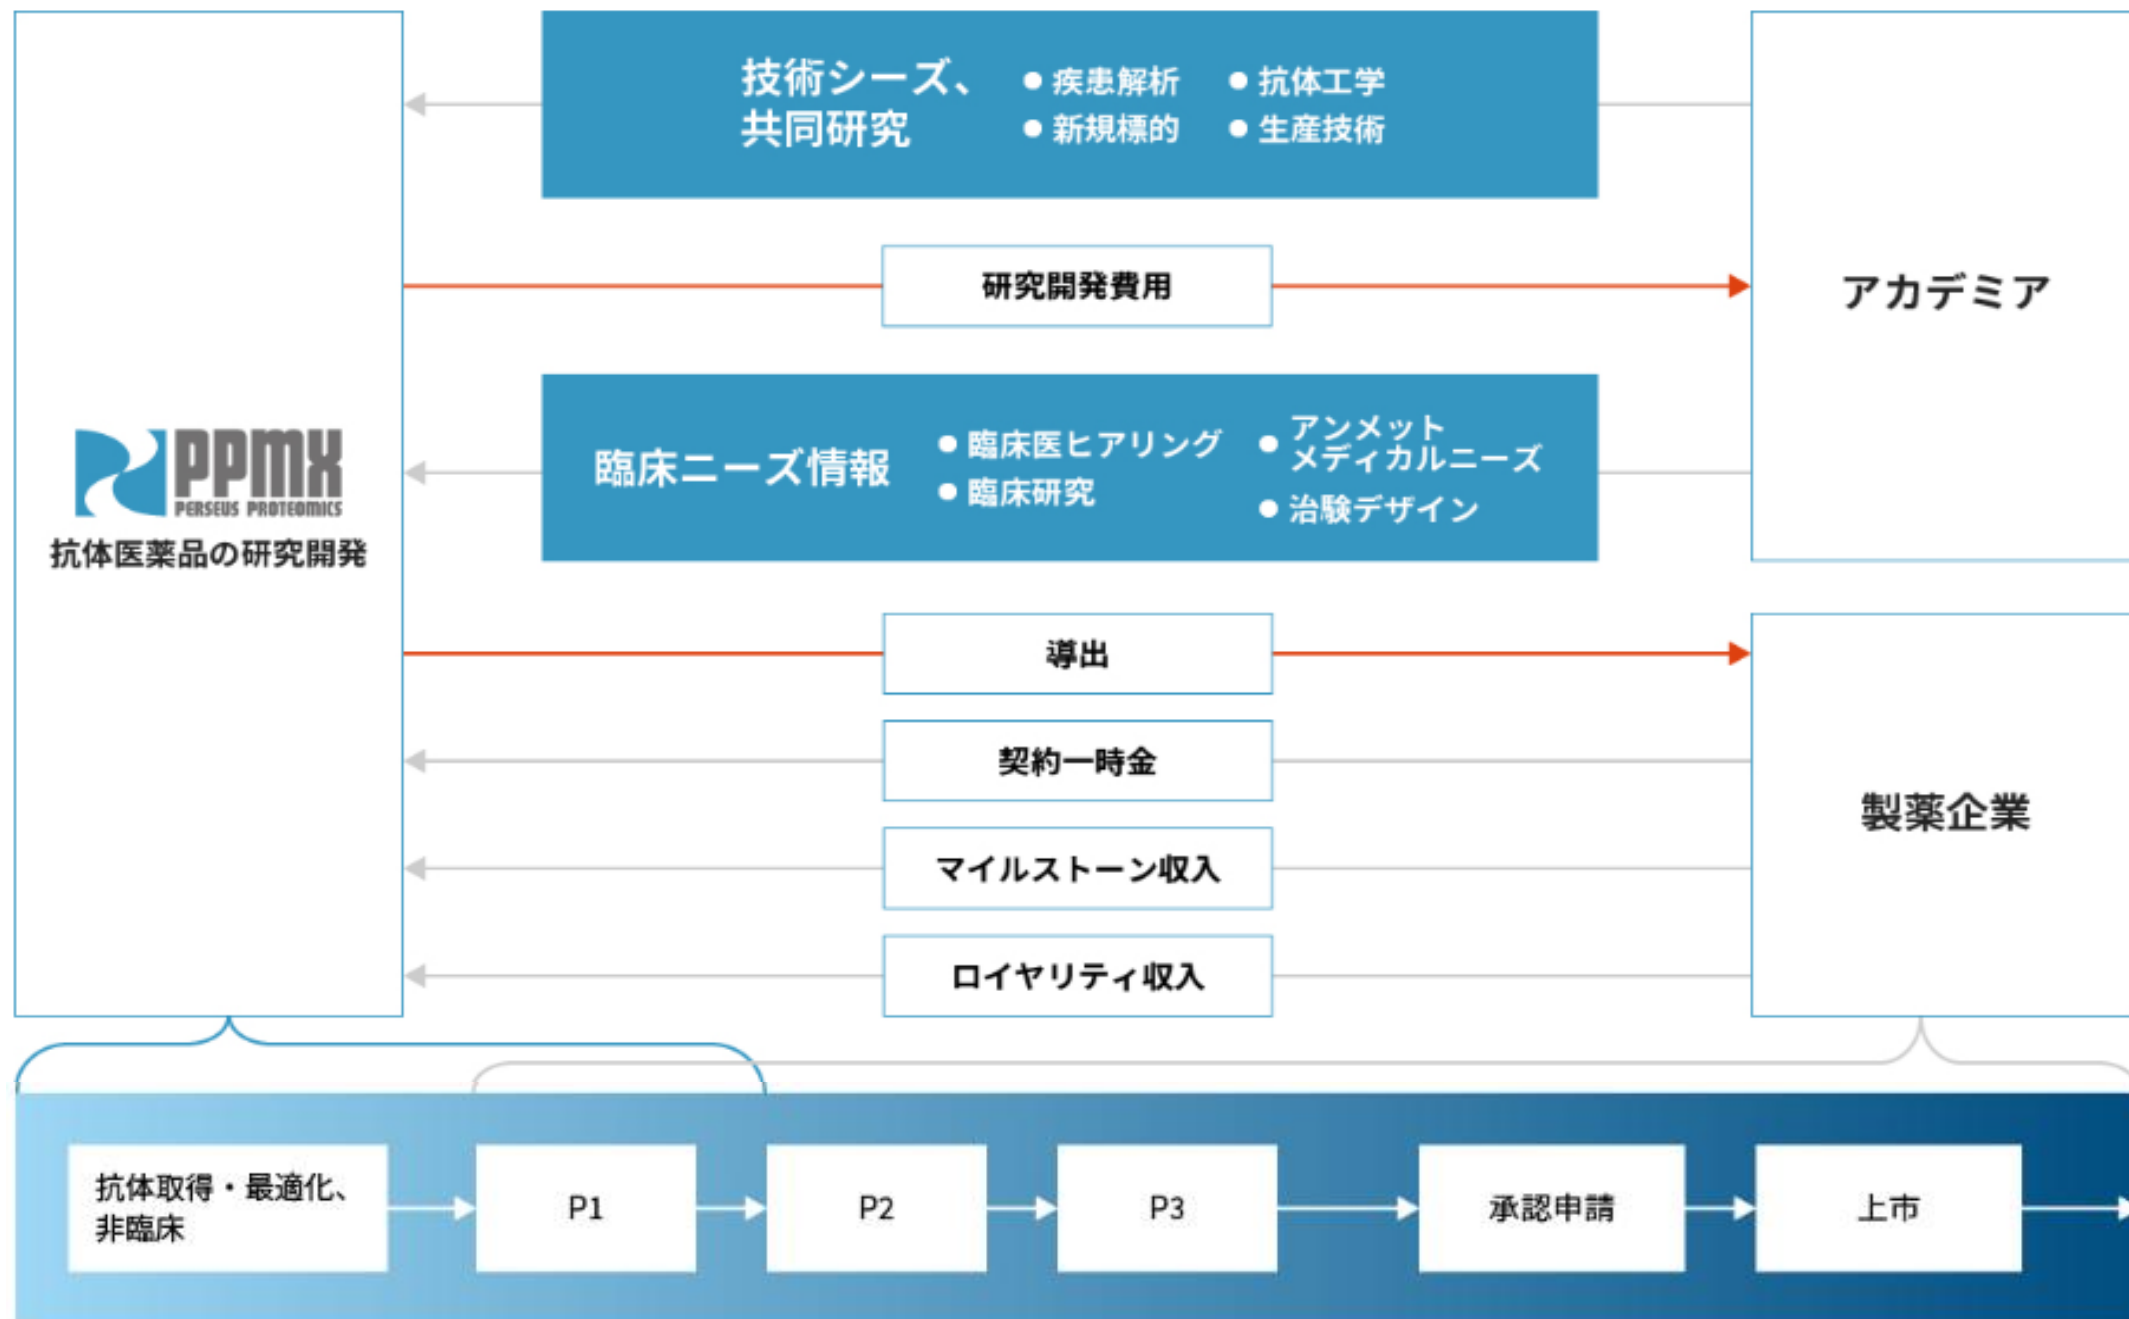 技術シーズ、
共同研究
● 疾患解析
● 新規標的
● 抗体工学
● 生産技術
研究開発費用
アカデミア
臨床ニーズ情報
● 臨床医ヒアリング
● 臨床研究
● アンメット
メディカルニーズ
● 治験デザイン
PPMX
PERSEUS PROTEOMICS
抗体医薬品の研究開発
導出
契約一時金
マイルストーン収入
ロイヤリティ収入
製薬企業
抗体取得・最適化、
非臨床
P1
P2
P3
承認申請
上市